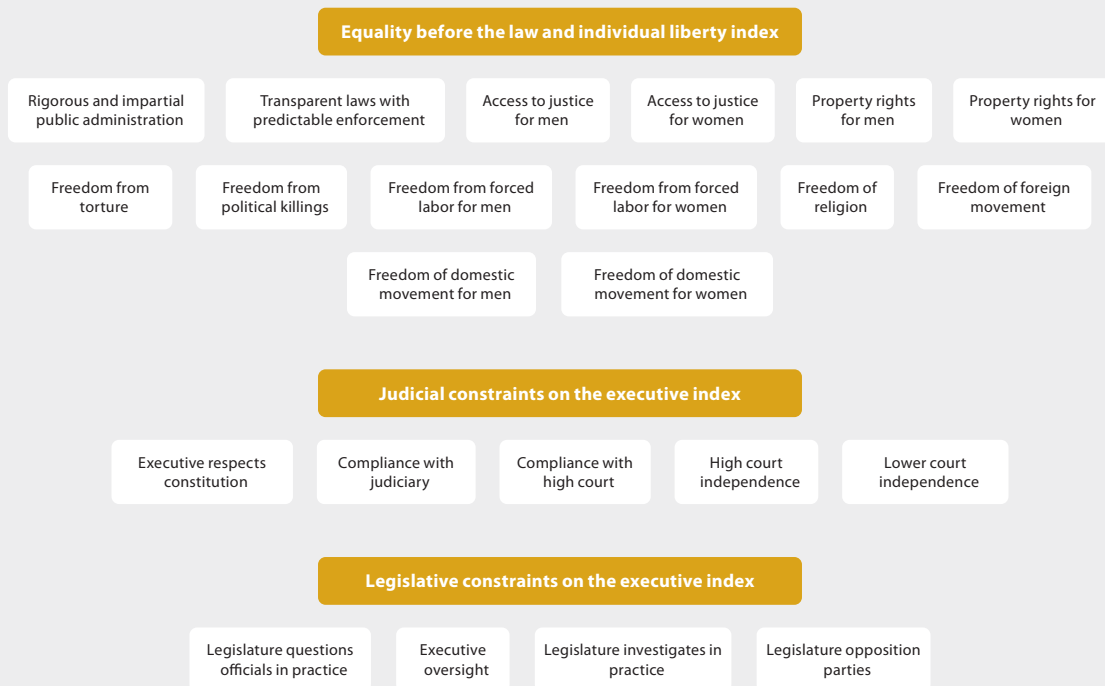 Equality before the law and individual liberty index
Rigorous and impartial
public administration
Transparent laws with
predictable enforcement
Access to justice
for men
Access to justice
for women
Property rights
for men
Property rights for
women
Freedom from
torture
Freedom from
political killings
Freedom from forced
labor for men
Freedom from forced
labor for women
Freedom of
religion
Freedom of foreign
movement
Freedom of domestic
movement for men
Freedom of domestic
movement for women
Judicial constraints on the executive index
Executive respects
constitution
Compliance with
judiciary
Compliance with
high court
High court
independence
Lower court
independence
Legislative constraints on the executive index
Legislature questions
officials in practice
Executive
oversight
Legislature investigates in
practice
Legislature opposition
parties